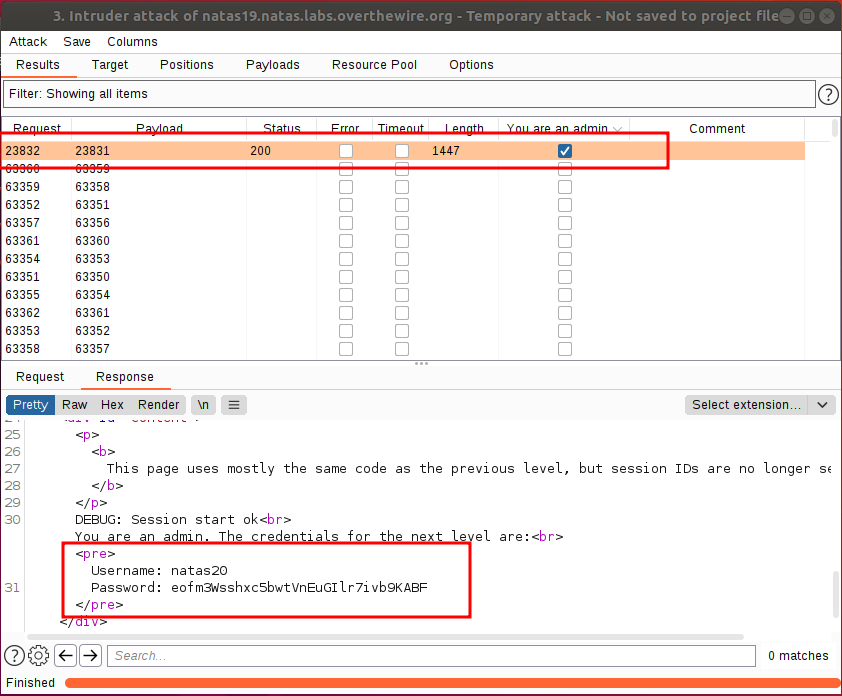 3. Intruder attack of natas19.natas.labs.overthewire.org - Temporary attack - Not saved to project file
Attack Save Columns
Results Target Positions Payloads Resource Pool Options
Filter: Showing all items ?
Request Payload Status Error Timeout Length You are an admin Comment
23832 23831 200 1447
63360 63359
63359 63358
63352 63351
63357 63356
63361 63360
63354 63353
63351 63350
63355 63354
63362 63361
63353 63352
63358 63357
Request Response
Pretty Raw Hex Render \n Select extension...
24 <div id="content">
25 <p>
26 <b>
27 This page uses mostly the same code as the previous level, but session IDs are no longer se
28 </b>
29 </p>
30 DEBUG: Session start ok<br>
You are an admin. The credentials for the next level are:<br>
<pre>
Username: natas20
31 Password: eofm3Wsshxc5bwtVnEuGIlr7ivb9KABF
</pre>
</div>
? Search... 0 matches
Finished